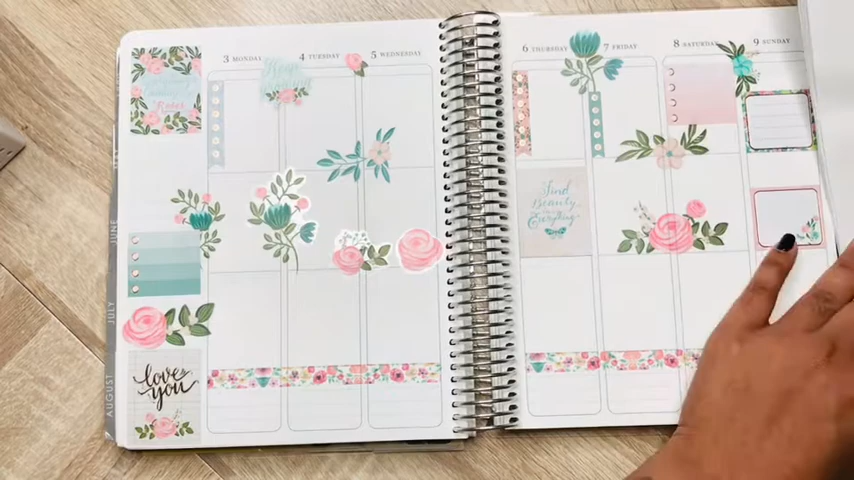 3 MONDAY
4 TUESDAY
5 WEDNESDAY
6 THURSDAY
7 FRIDAY
8 SATURDAY
9 SUNDAY
Roses
Find
Beauty
Everything
love
you
JUNE
JULY
AUGUST